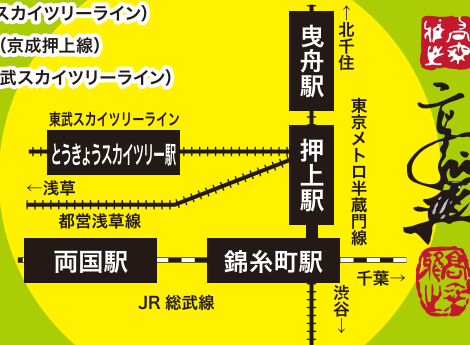 スカイツリーライン）
（京成押上線）
武スカイツリーライン）
↑北千住
曳舟駅
東武スカイツリーライン
とうきょうスカイツリー駅
押上駅
東京メトロ半蔵門線
←浅草
都営浅草線
両国駅
錦糸町駅
千葉→
JR 総武線
渋谷→